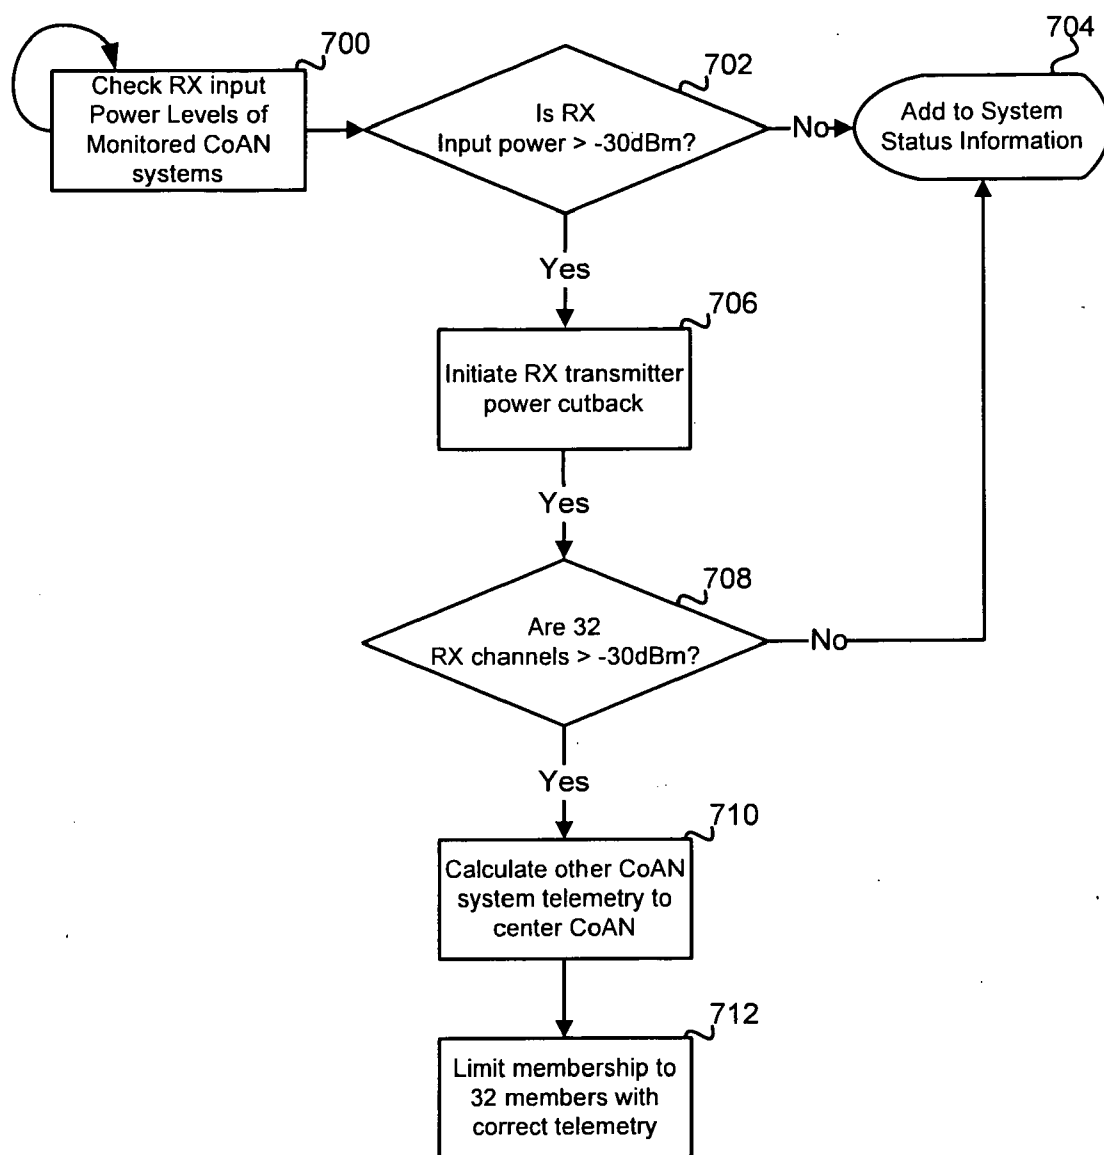 700
Check RX input
Power Levels of
Monitored CoAN
systems
702
Is RX
Input power > -30dBm?
No
704
Add to System
Status Information
Yes
706
Initiate RX transmitter
power cutback
Yes
708
Are 32
RX channels > -30dBm?
No
Yes
710
Calculate other CoAN
system telemetry to
center CoAN
712
Limit membership to
32 members with
correct telemetry